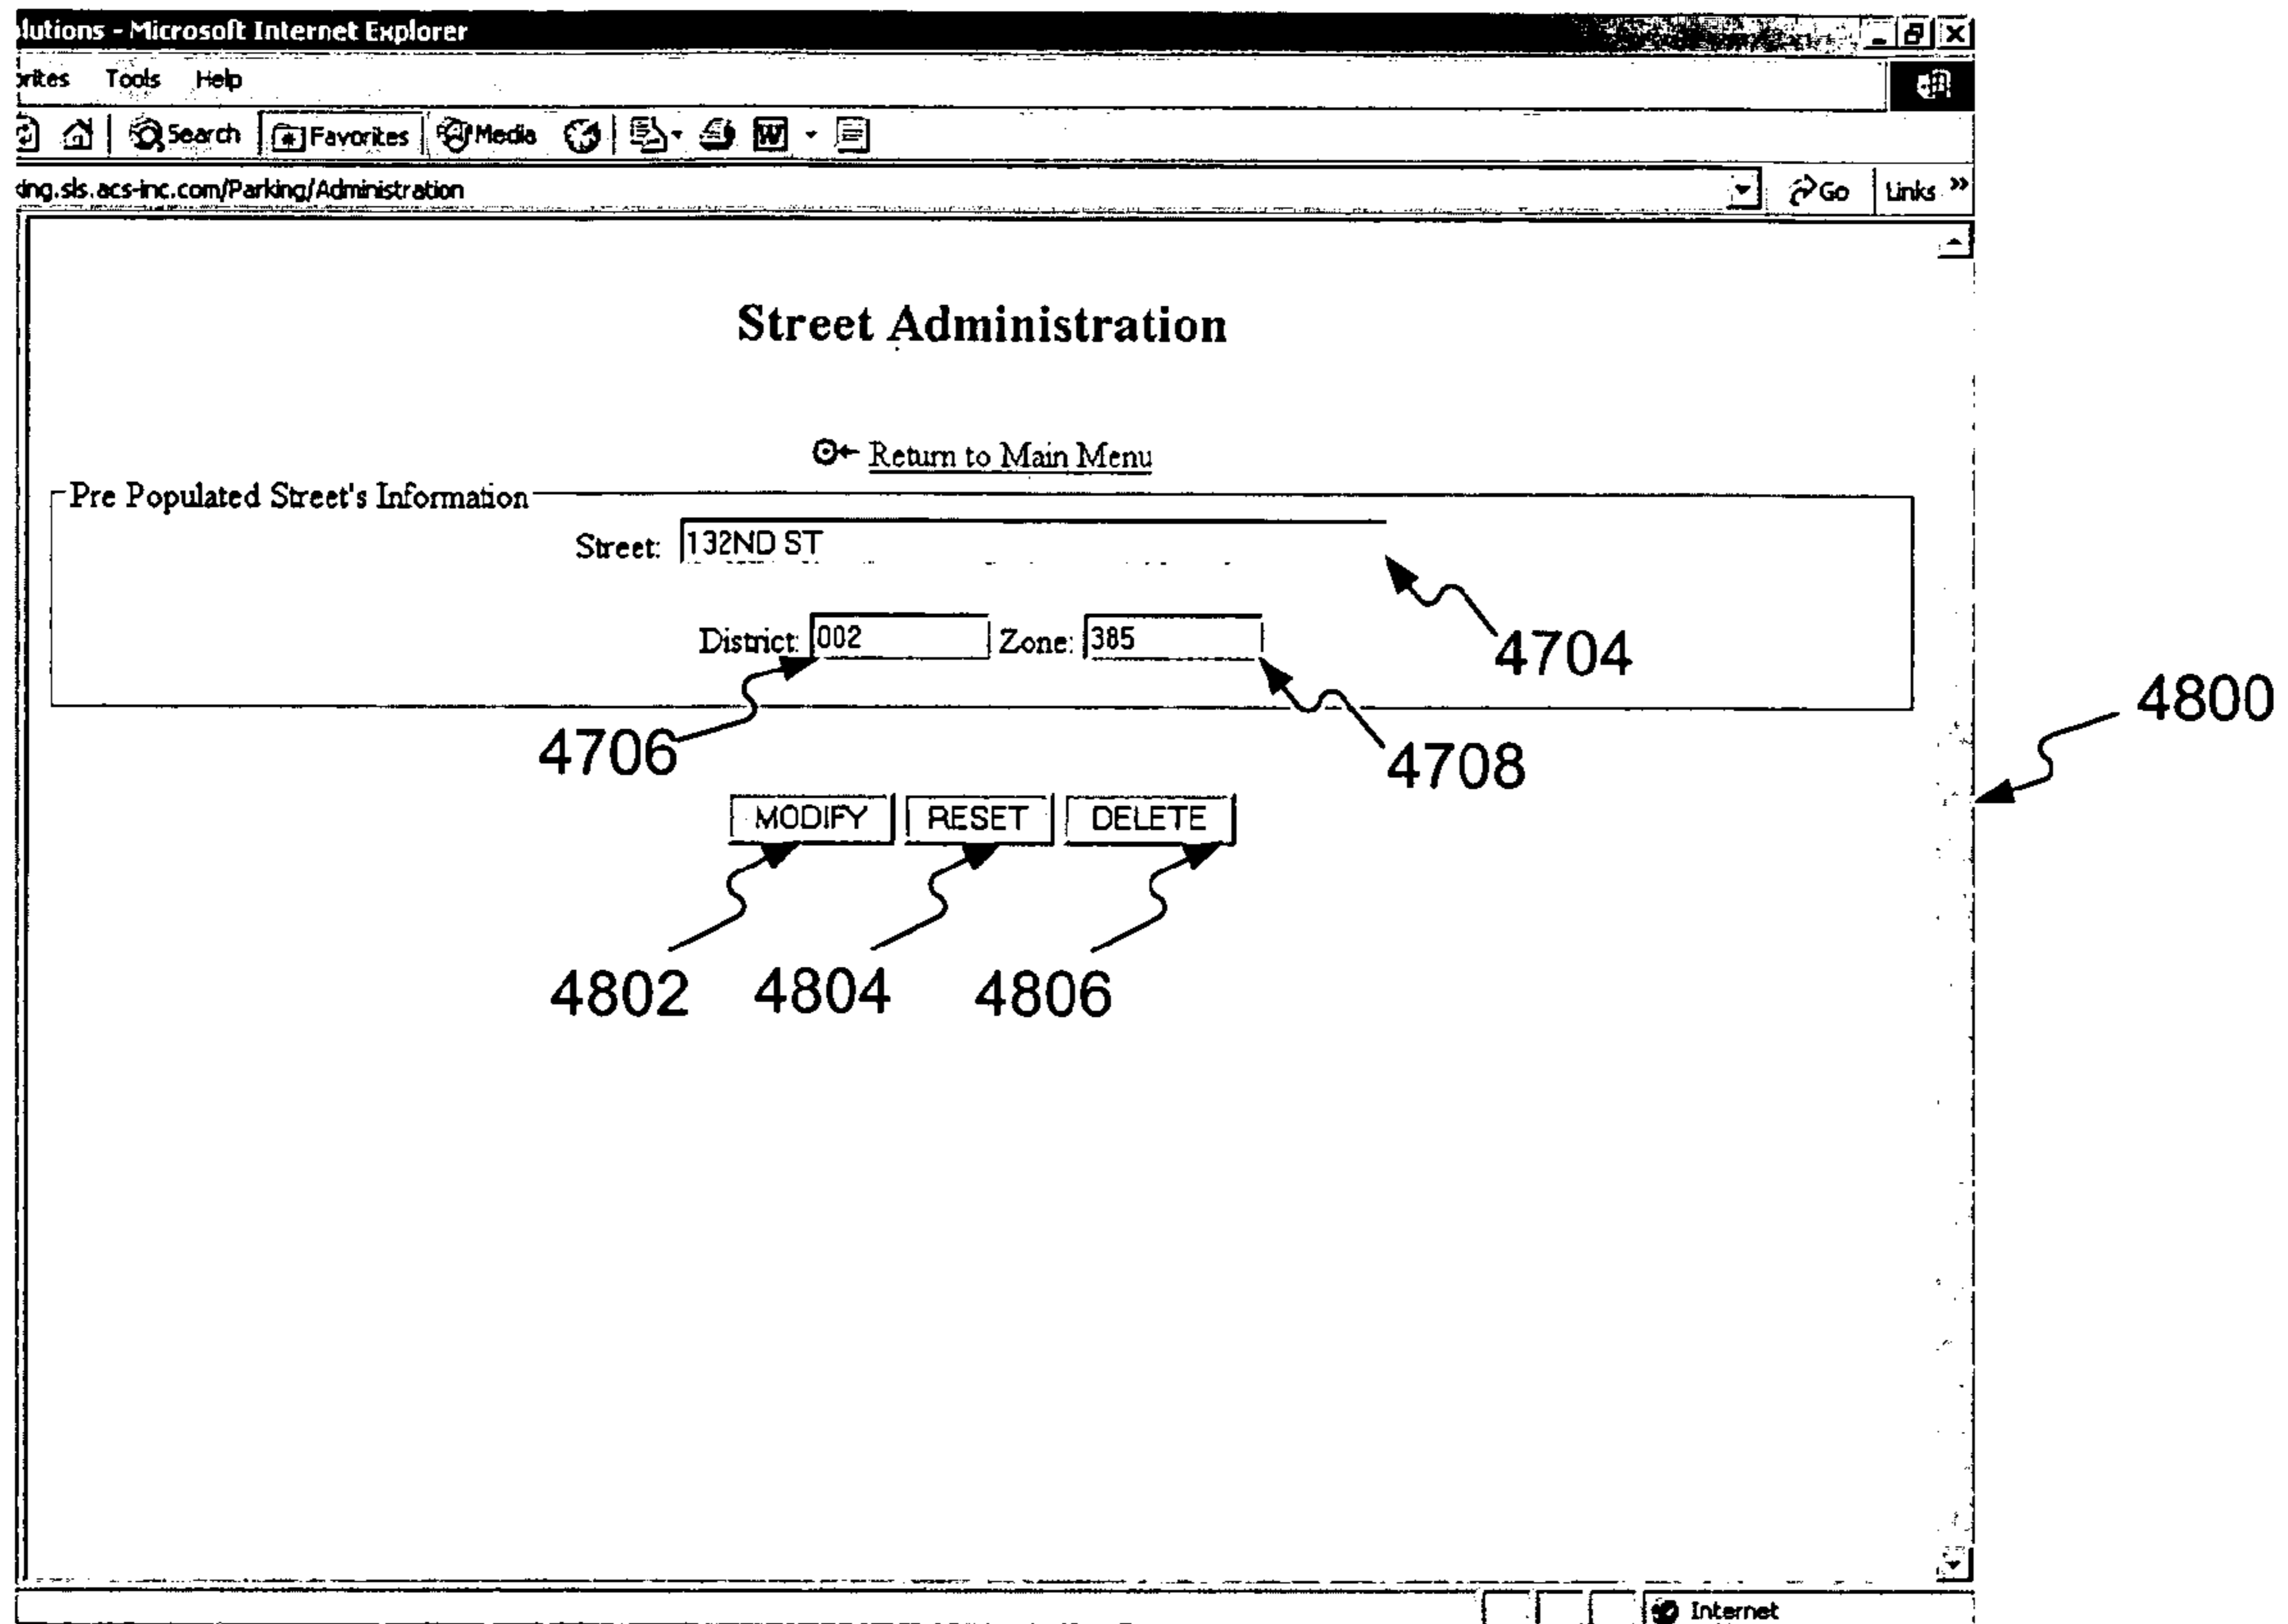 lutions - Microsoft Internet Explorer
Tools Help
Search Favorites Media W
ing.sls.acs-inc.com/Parking/Administration Go Links »
Street Administration
Return to Main Menu
Pre Populated Street's Information
Street: 132ND ST
District: 002 Zone: 385
4704
4800
4706
4708
MODIFY RESET DELETE
4802 4804 4806
Internet